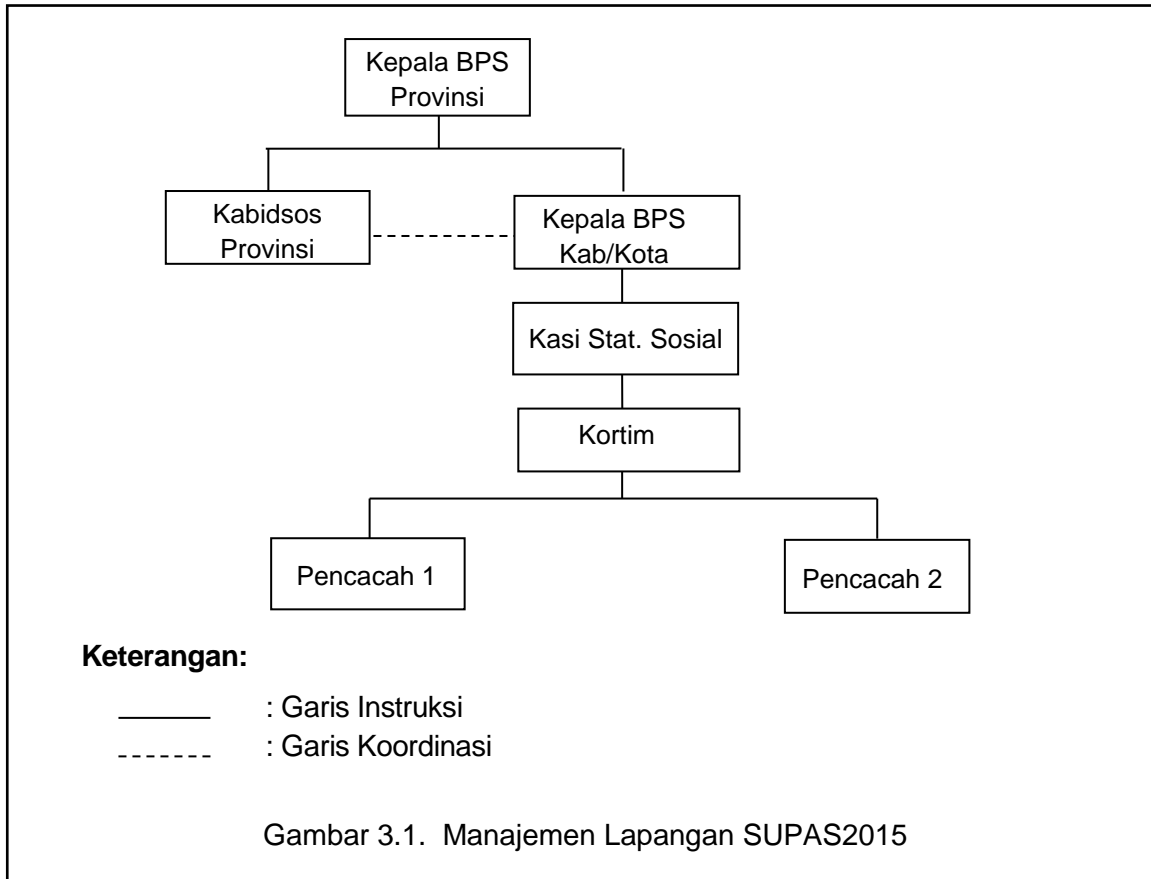 Kepala BPS
Provinsi
Kabidsos
Provinsi
Kepala BPS
Kab/Kota
Kasi Stat. Sosial
Kortim
Pencacah 1
Pencacah 2
Keterangan:
: Garis Instruksi
: Garis Koordinasi
Gambar 3.1. Manajemen Lapangan SUPAS2015